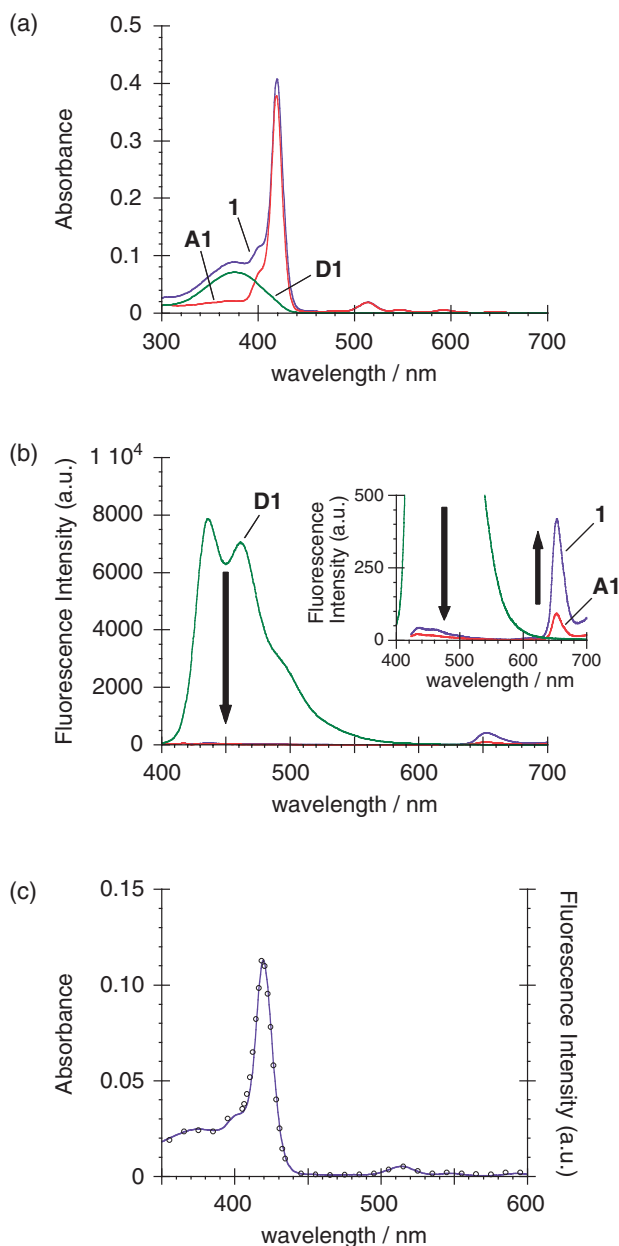 (a)
0.5
0.4
0.3
0.2
0.1
0
Absorbance
1
A1
D1
300 400 500 600 700
wavelength / nm
(b)
1 10⁴
8000
6000
4000
2000
0
Fluorescence Intensity (a.u.)
D1
400 500 600 700
wavelength / nm
500
250
0
Fluorescence
Intensity (a.u.)
1
A1
400 500 600 700
wavelength / nm
(c)
0.15
0.10
0.05
0
Absorbance
Fluorescence Intensity (a.u.)
400 500 600
wavelength / nm